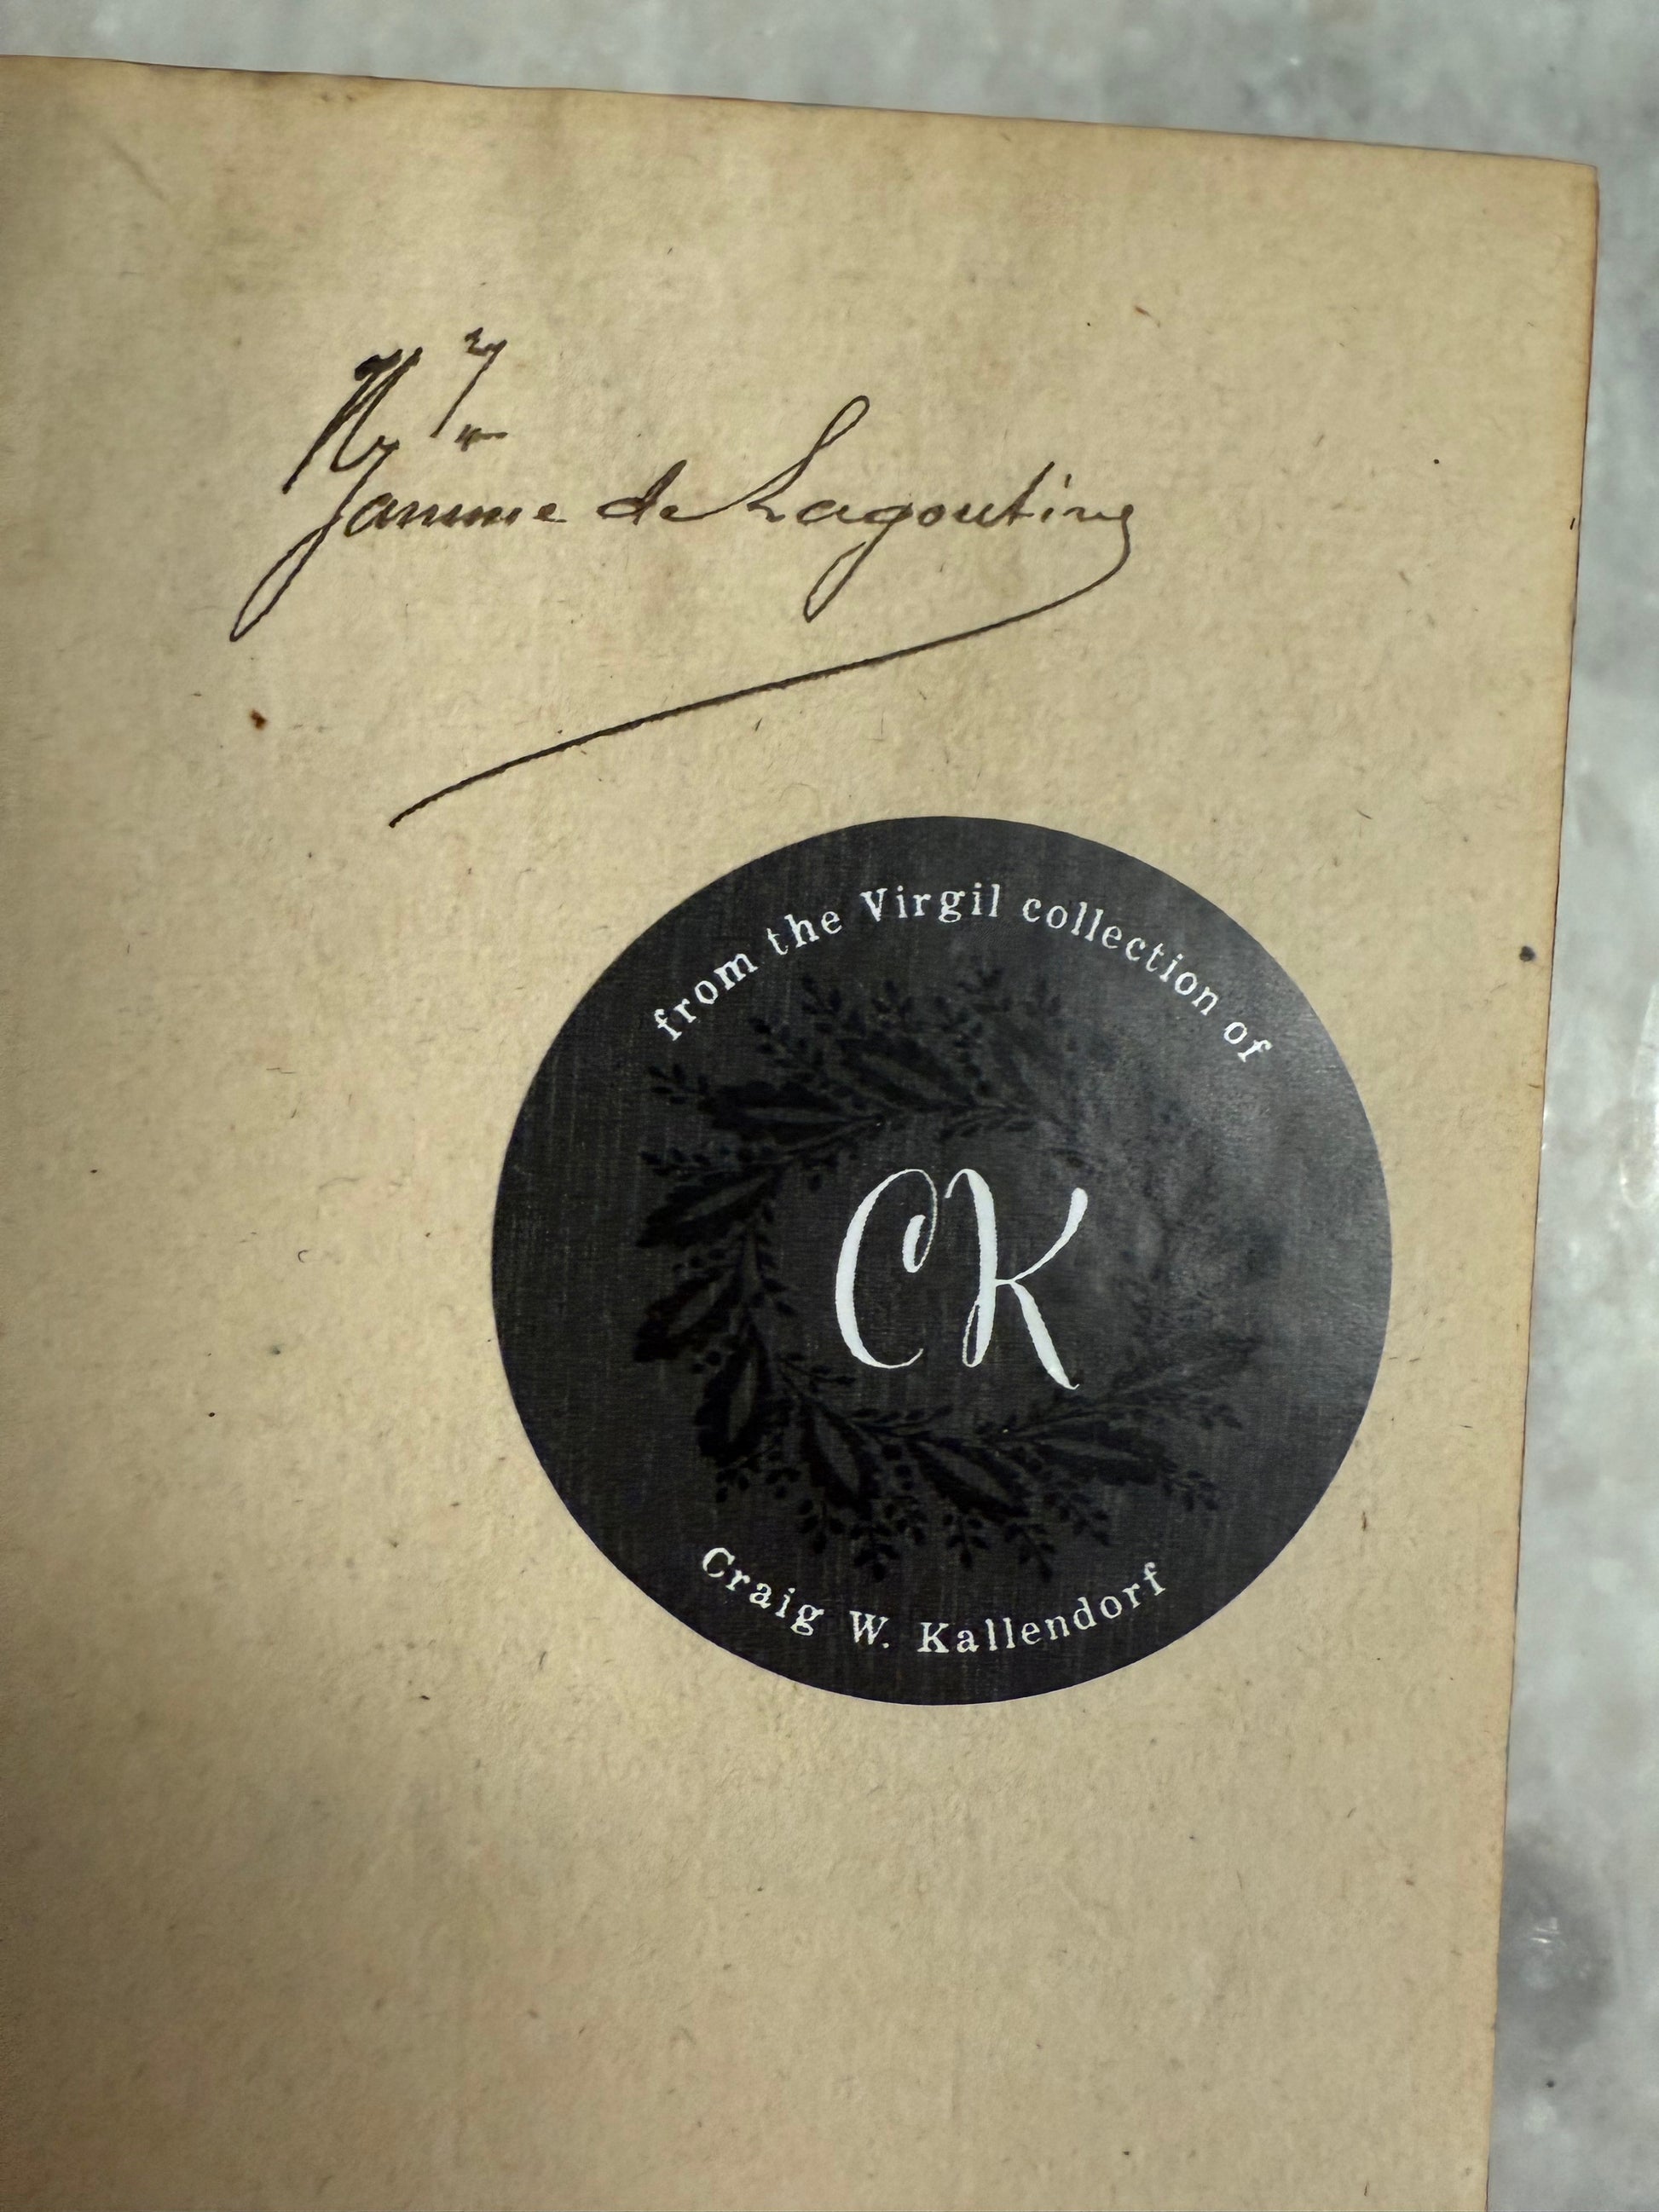 Jamme de Lagoutine
from the Virgil collection of
CK
Craig W. Kallendorf